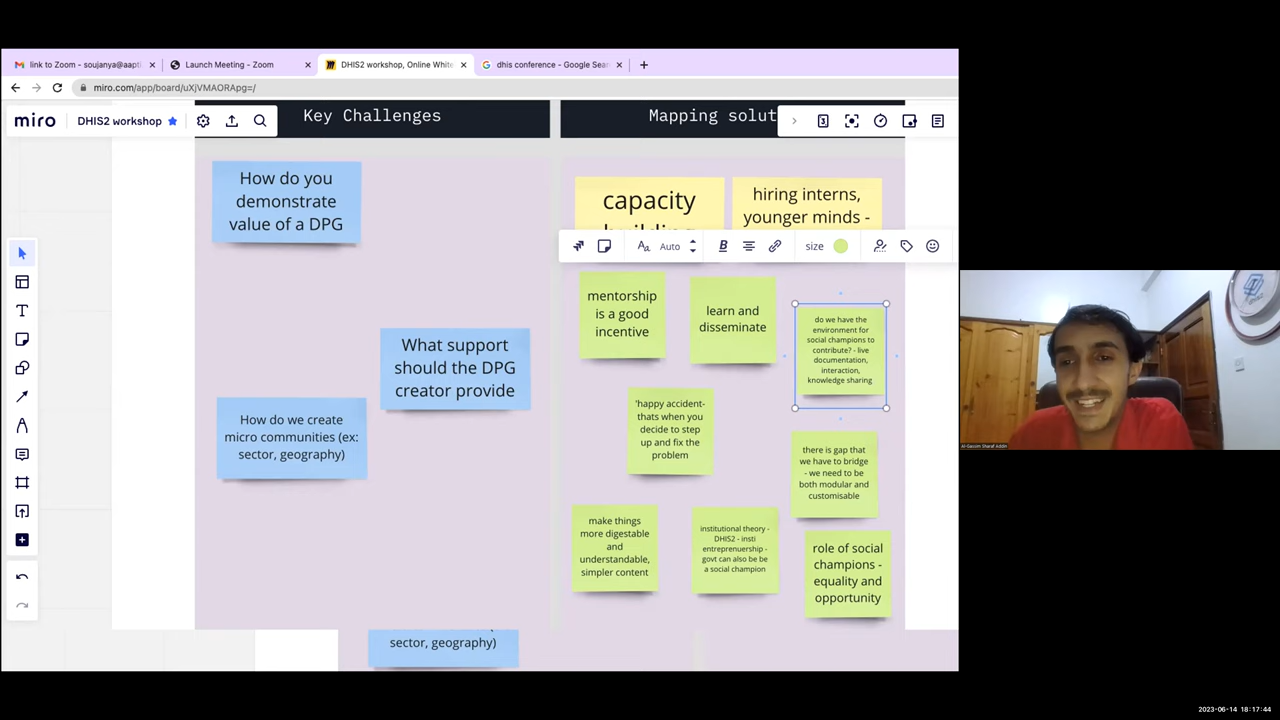 link to Zoom - soujanya@aapti
Launch Meeting - Zoom
DHIS2 workshop, Online White
dhis conference - Google Sear
miro.com/app/board/uXjVMAORApg=/
miro
DHIS2 workshop
Key Challenges
Mapping solut
How do you
demonstrate
value of a DPG
What support
should the DPG
creator provide
How do we create
micro communities (ex:
sector, geography)
sector, geography)
capacity
hiring interns,
younger minds -
Auto
size
mentorship
is a good
incentive
learn and
disseminate
do we have the
environment for
social champions to
contribute? - live
documentation,
interaction,
knowledge sharing
'happy accident-
thats when you
decide to step
up and fix the
problem
there is gap that
we have to bridge
- we need to be
both modular and
customisable
make things
more digestable
and
understandable,
simpler content
institutional theory -
DHIS2 - insti
entreprenuership -
govt can also be be
a social champion
role of social
champions -
equality and
opportunity
Al-Gassim Sharaf Addin
2023-06-14 18:17:44